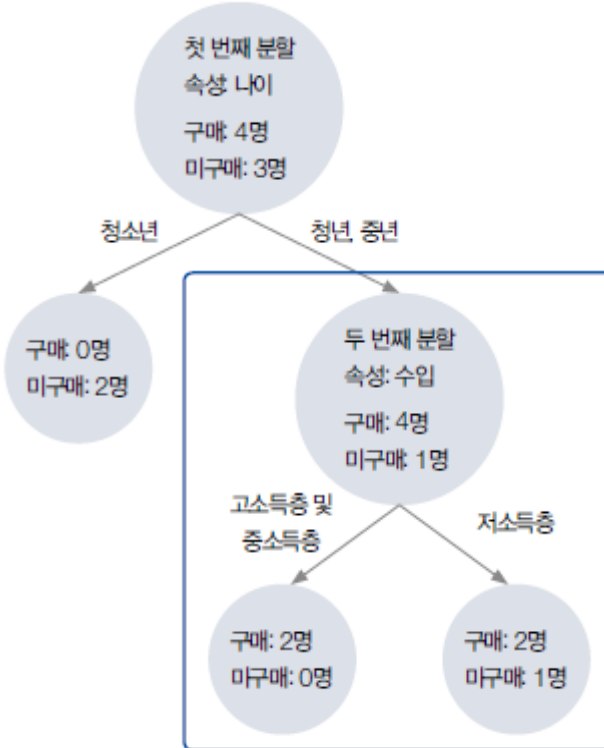 첫 번째 분할
속성: 나이
구매: 4명
미구매: 3명
청소년
청년, 중년
구매: 0명
미구매: 2명
두 번째 분할
속성: 수입
구매: 4명
미구매: 1명
고소득층 및
중소득층
저소득층
구매: 2명
미구매: 0명
구매: 2명
미구매: 1명